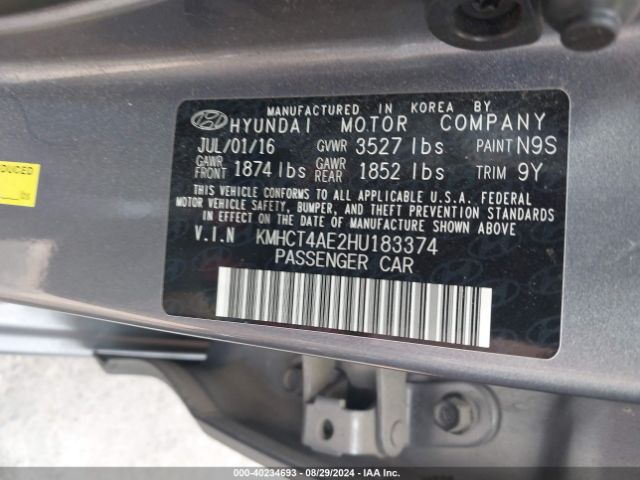 MANUFACTURED IN KOREA BY
HYUNDAI MOTOR COMPANY
JUL/01/16 GVWR 3527 lbs PAINT N9S
GAWR FRONT 1874 lbs GAWR REAR 1852 lbs TRIM 9Y
THIS VEHICLE CONFORMS TO ALL APPLICABLE U.S.A. FEDERAL
MOTOR VEHICLE SAFETY, BUMPER, AND THEFT PREVENTION STANDARDS
IN EFFECT ON THE DATE OF MANUFACTURE SHOWN ABOVE
V.I.N KMHCT4AE2HU183374
PASSENGER CAR
lbs
000-40234693 - 08/29/2024 - IAAI.COM